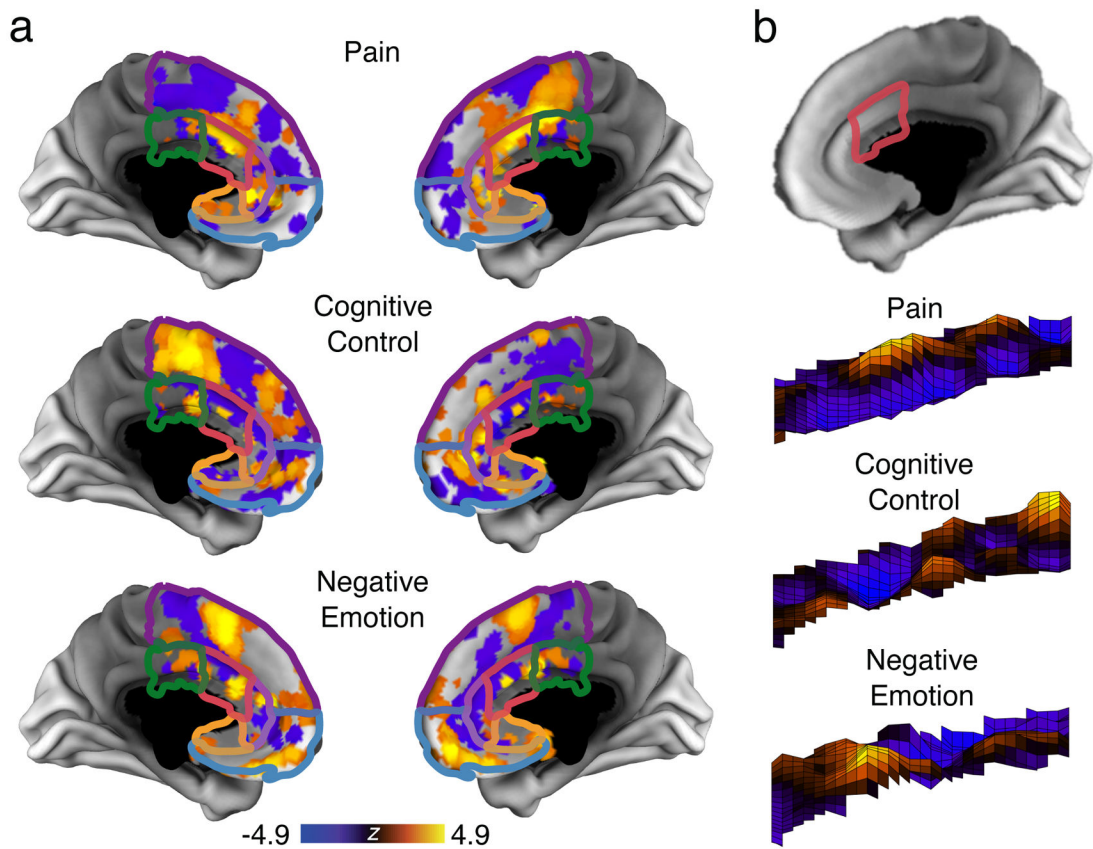 a
Pain
Cognitive
Control
Negative
Emotion
-4.9 z 4.9
b
Pain
Cognitive
Control
Negative
Emotion